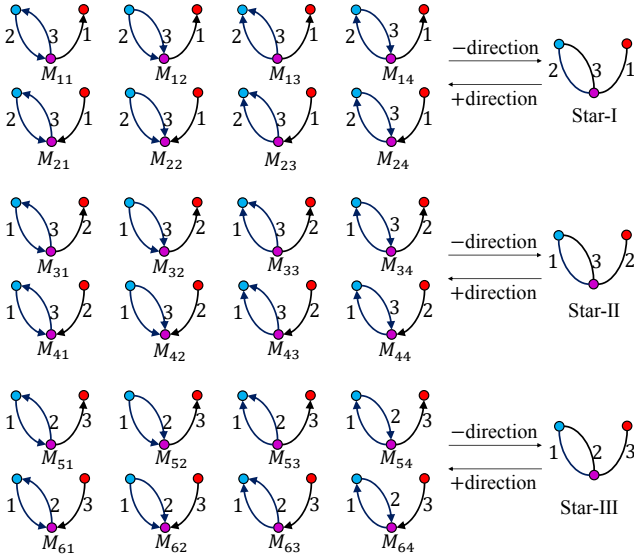 2 3 1 2 3 1 2 3 1 2 3 1
M₁₁ M₁₂ M₁₃ M₁₄
−direction
+direction
2 3 1
Star-I
2 3 1 2 3 1 2 3 1 2 3 1
M₂₁ M₂₂ M₂₃ M₂₄
1 3 2 1 3 2 1 3 2 1 3 2
M₃₁ M₃₂ M₃₃ M₃₄
−direction
+direction
1 3 2
Star-II
1 3 2 1 3 2 1 3 2 1 3 2
M₄₁ M₄₂ M₄₃ M₄₄
1 2 3 1 2 3 1 2 3 1 2 3
M₅₁ M₅₂ M₅₃ M₅₄
−direction
+direction
1 2 3
Star-III
1 2 3 1 2 3 1 2 3 1 2 3
M₆₁ M₆₂ M₆₃ M₆₄